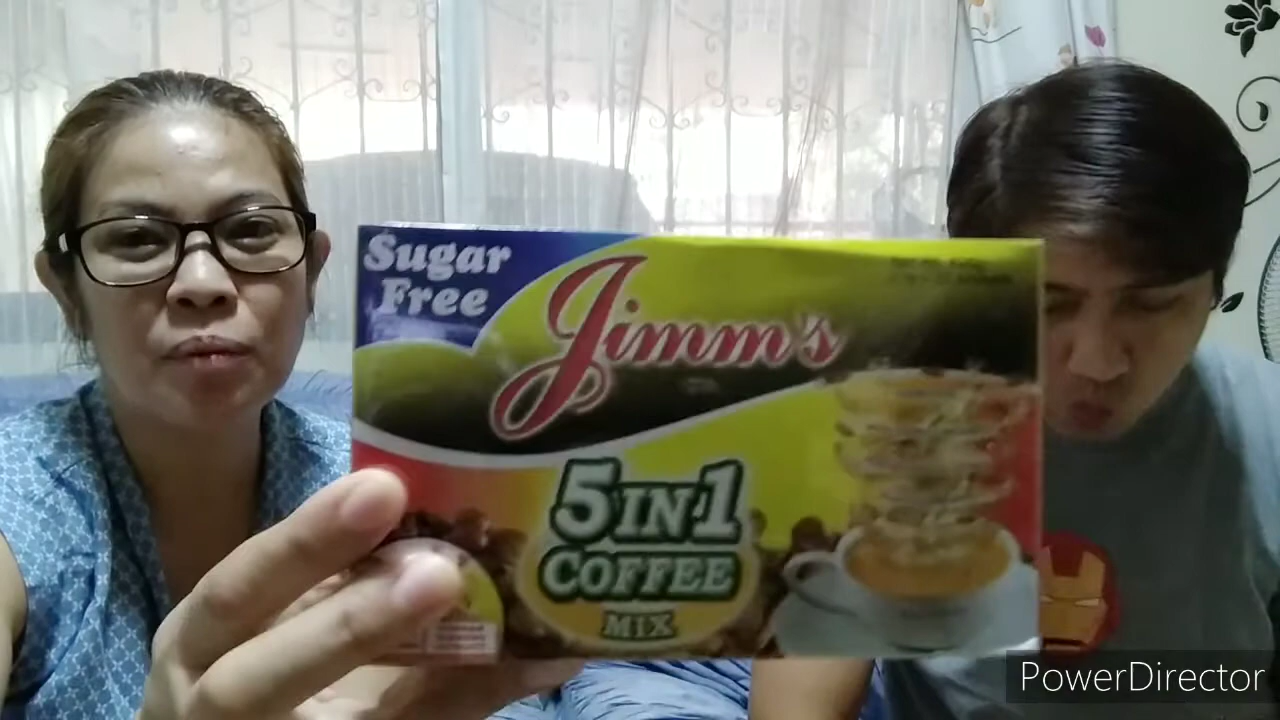 Sugar
Free
Jimm's
5 IN 1
COFFEE
MIX
PowerDirector